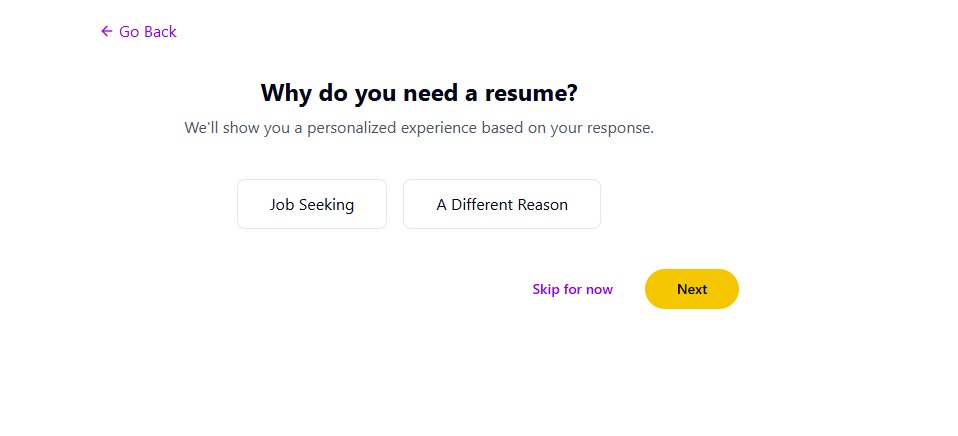 ← Go Back
Why do you need a resume?
We'll show you a personalized experience based on your response.
Job Seeking
A Different Reason
Skip for now
Next